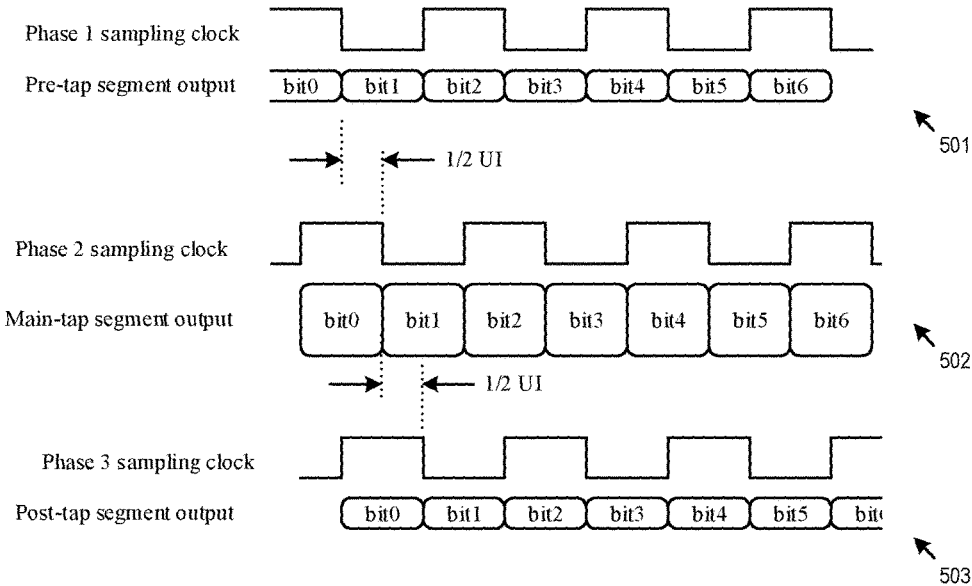 Phase 1 sampling clock
Pre-tap segment output
bit0 bit1 bit2 bit3 bit4 bit5 bit6
501
1/2 UI
Phase 2 sampling clock
Main-tap segment output
bit0 bit1 bit2 bit3 bit4 bit5 bit6
502
1/2 UI
Phase 3 sampling clock
Post-tap segment output
bit0 bit1 bit2 bit3 bit4 bit5
503